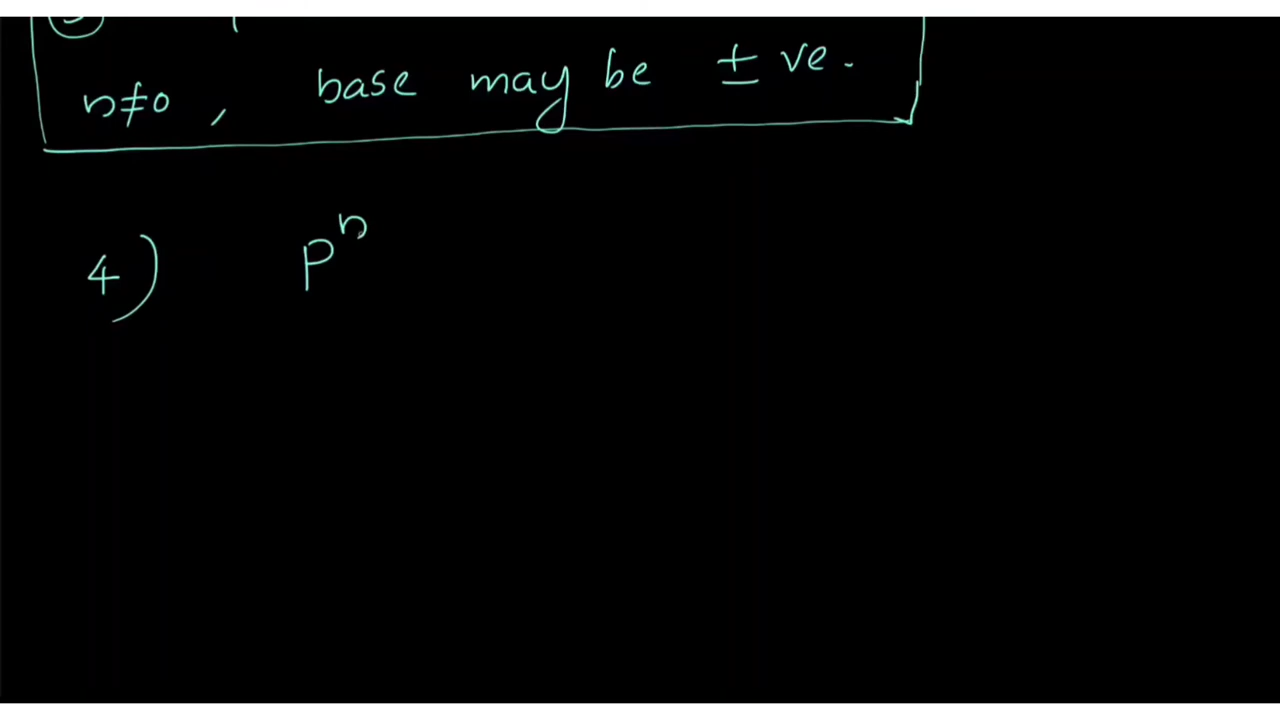 n≠0, base may be ± ve.
4) pⁿ